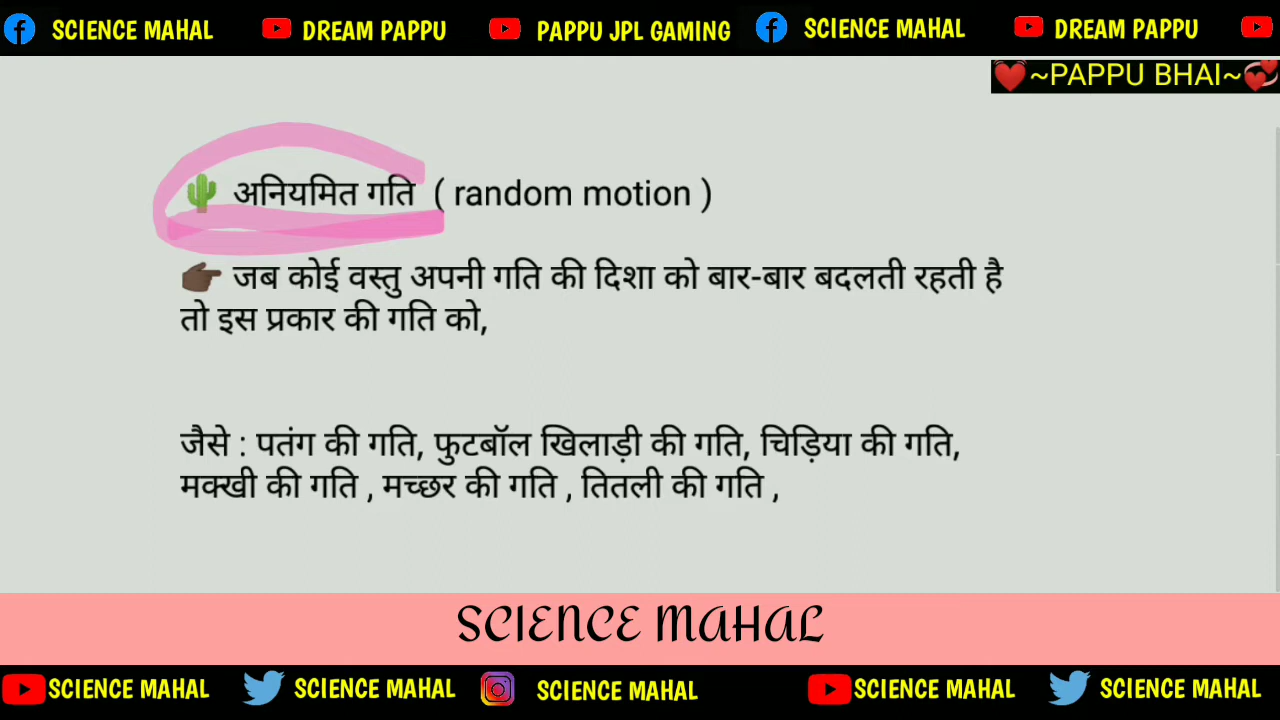 SCIENCE MAHAL DREAM PAPPU PAPPU JPL GAMING SCIENCE MAHAL DREAM PAPPU
~PAPPU BHAI~
अनियमित गति ( random motion )
जब कोई वस्तु अपनी गति की दिशा को बार-बार बदलती रहती है
तो इस प्रकार की गति को,
जैसे : पतंग की गति, फुटबॉल खिलाड़ी की गति, चिड़िया की गति,
मक्खी की गति , मच्छर की गति , तितली की गति ,
SCIENCE MAHAL
SCIENCE MAHAL SCIENCE MAHAL SCIENCE MAHAL SCIENCE MAHAL SCIENCE MAHAL